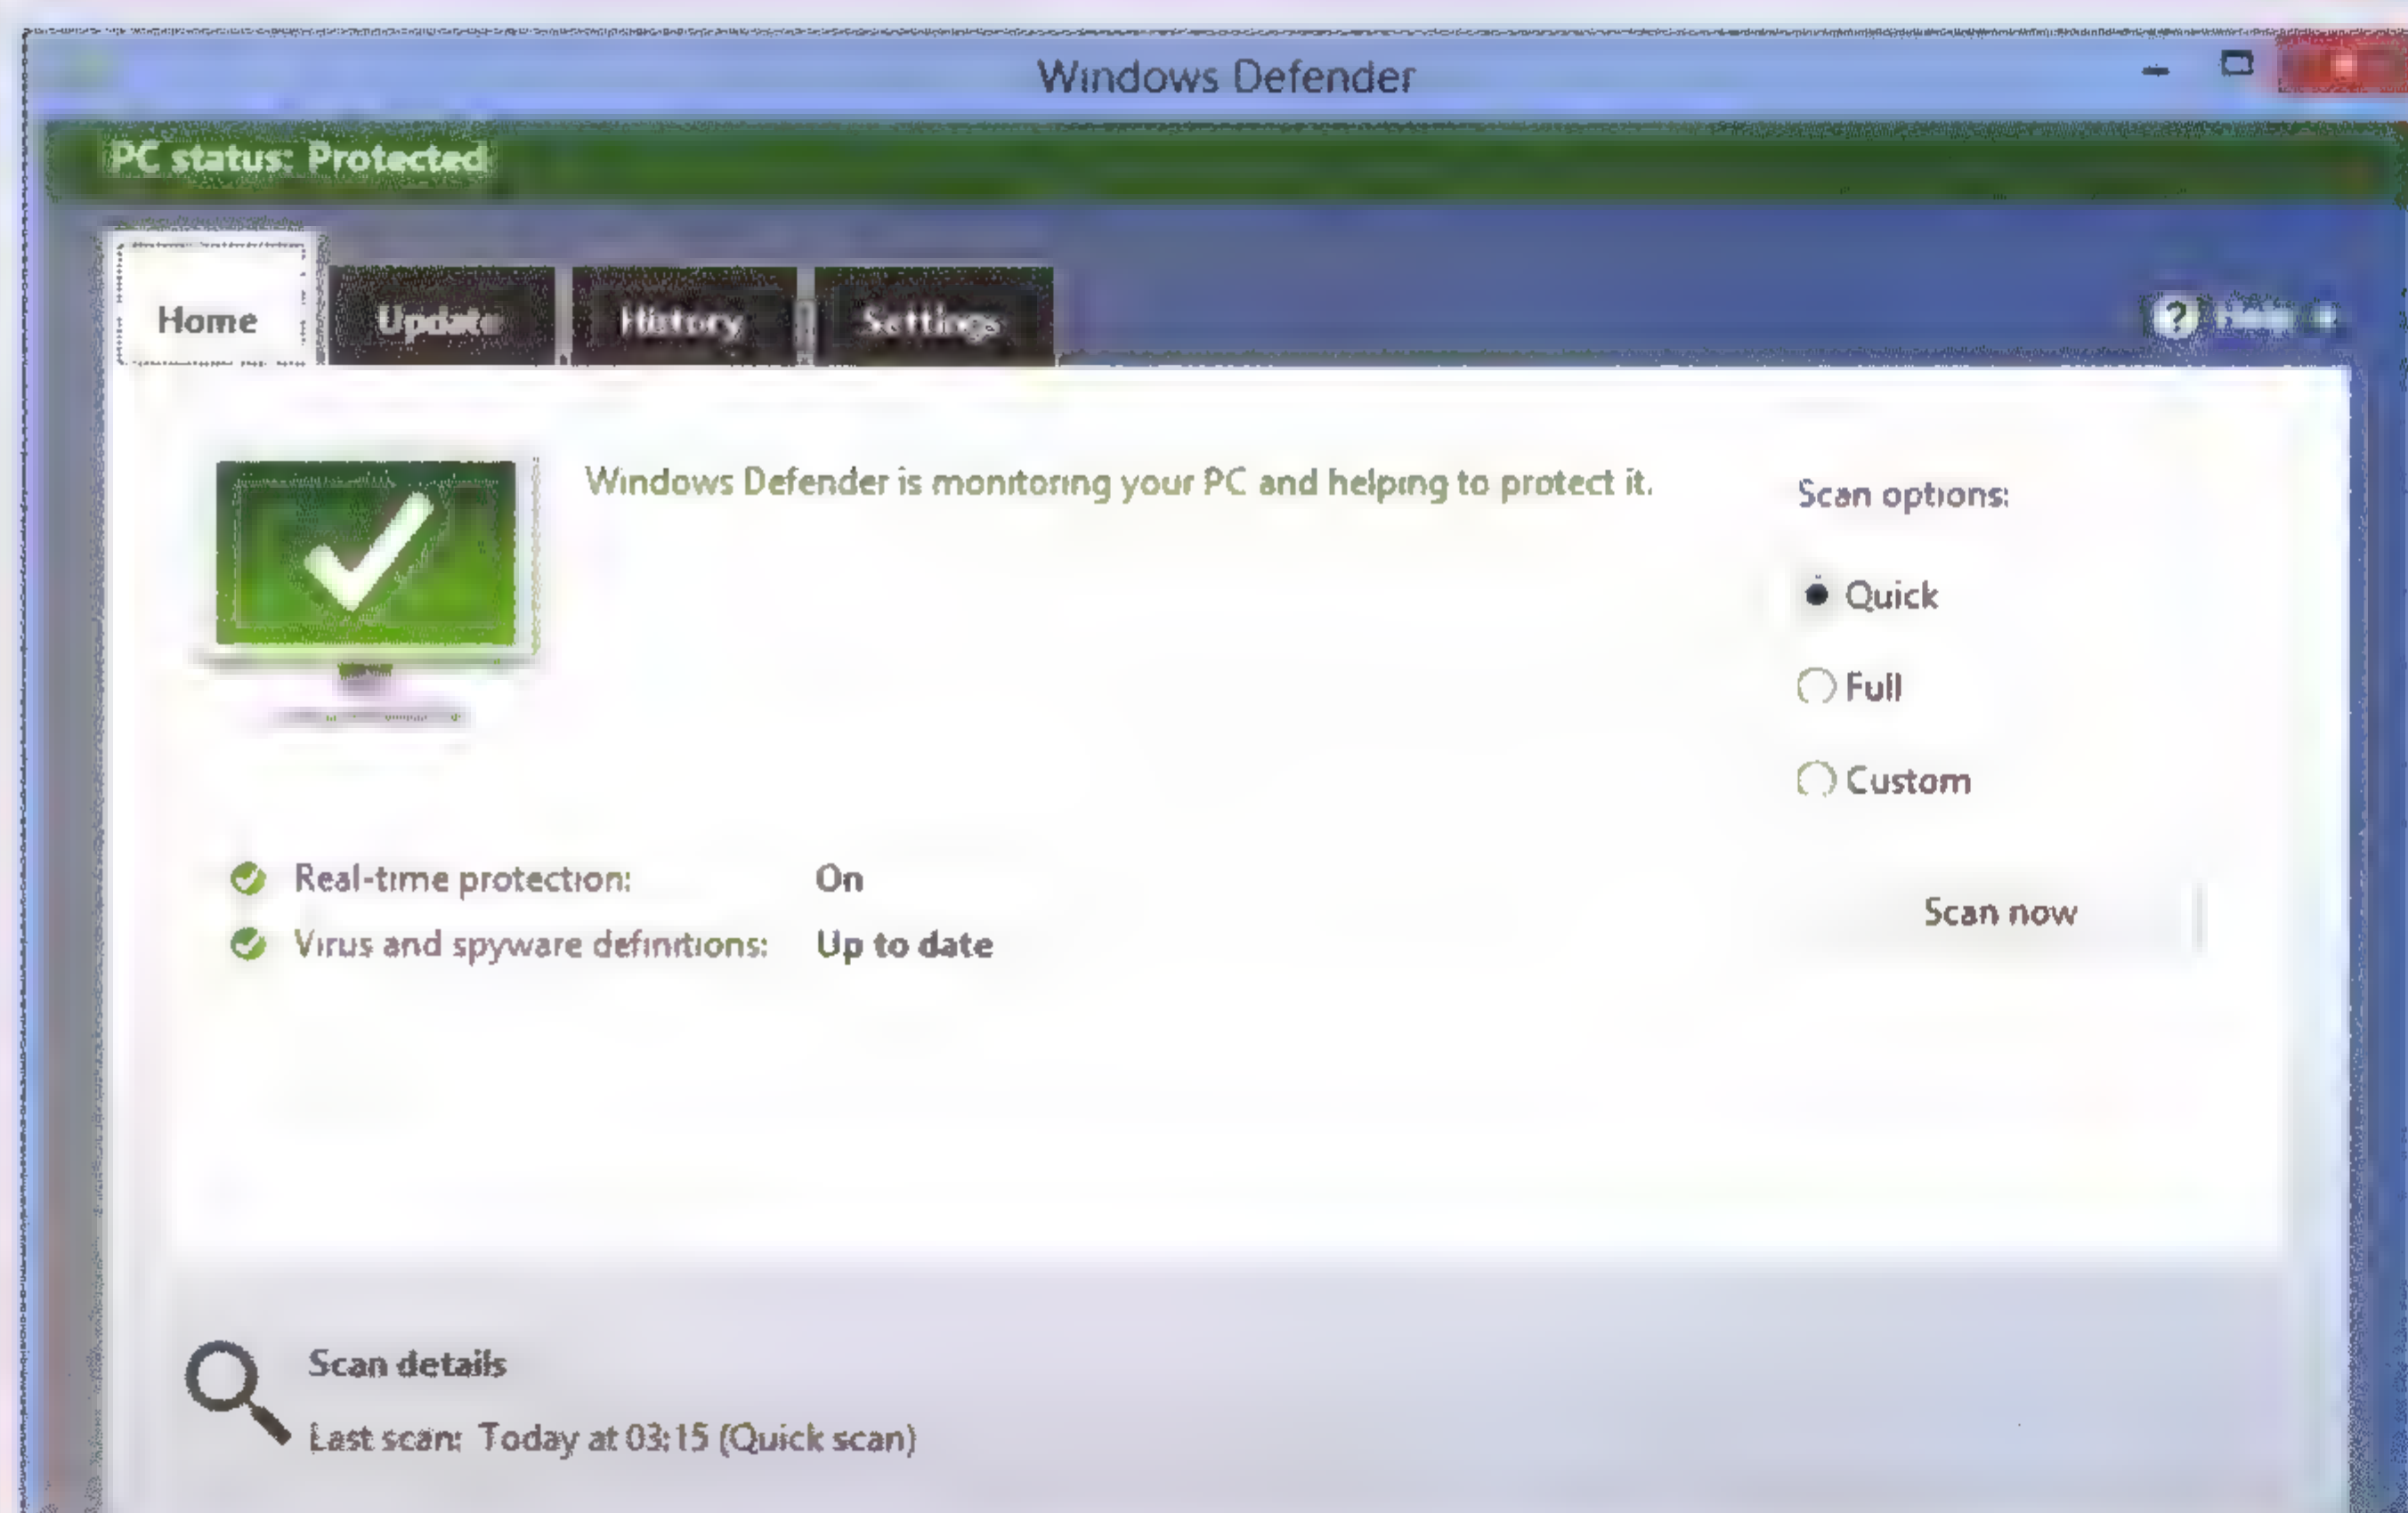 Windows Defender
PC status: Protected
Home
Update
History
Settings
?
Windows Defender is monitoring your PC and helping to protect it.
Scan options:
Quick
Full
Custom
Real-time protection: On
Virus and spyware definitions: Up to date
Scan now
Scan details
Last scan: Today at 03:15 (Quick scan)